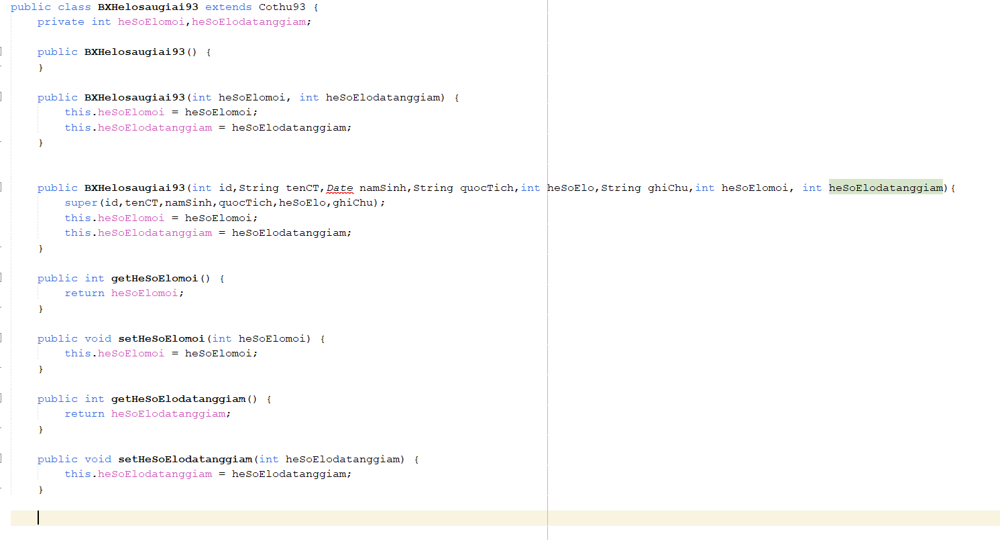 public class BXHelosaugiai93 extends Cothu93 {
    private int heSoElomoi,heSoElodatanggiam;
    public BXHelosaugiai93() {
    }
    public BXHelosaugiai93(int heSoElomoi, int heSoElodatanggiam) {
        this.heSoElomoi = heSoElomoi;
        this.heSoElodatanggiam = heSoElodatanggiam;
    }
    public BXHelosaugiai93(int id,String tenCT,Date namSinh,String quocTich,int heSoElo,String ghiChu,int heSoElomoi, int heSoElodatanggiam){
        super(id,tenCT,namSinh,quocTich,heSoElo,ghiChu);
        this.heSoElomoi = heSoElomoi;
        this.heSoElodatanggiam = heSoElodatanggiam;
    }
    public int getHeSoElomoi() {
        return heSoElomoi;
    }
    public void setHeSoElomoi(int heSoElomoi) {
        this.heSoElomoi = heSoElomoi;
    }
    public int getHeSoElodatanggiam() {
        return heSoElodatanggiam;
    }
    public void setHeSoElodatanggiam(int heSoElodatanggiam) {
        this.heSoElodatanggiam = heSoElodatanggiam;
    }